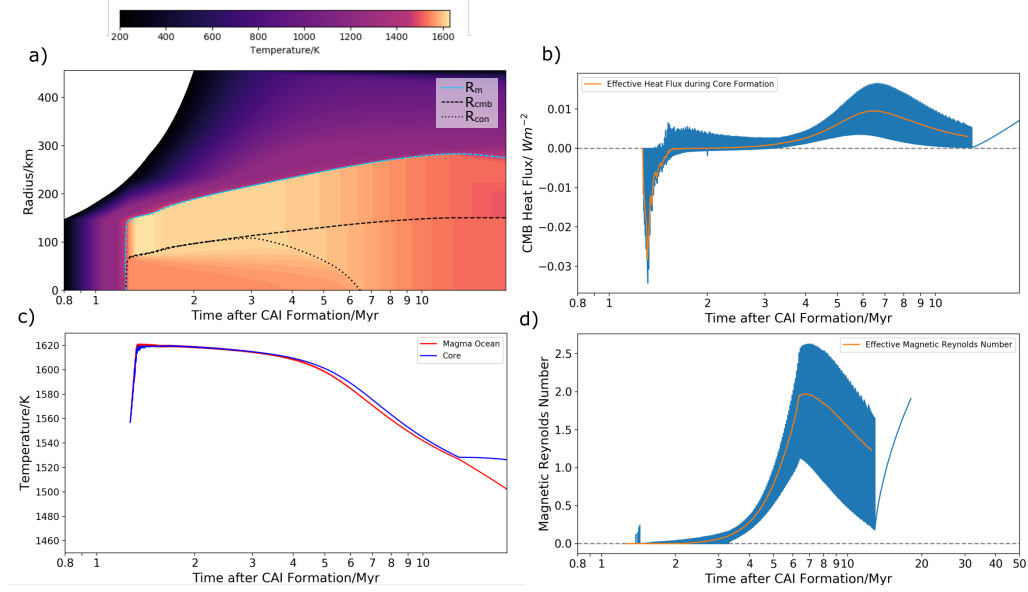 200 400 600 800 1000 1200 1400 1600
Temperature/K
a)
R_m
R_cmb
R_con
400
300
200
100
0
Radius/km
0.8 1 2 3 4 5 6 7 8 9 10
Time after CAI Formation/Myr
b)
Effective Heat Flux during Core Formation
0.01
0.00
−0.01
−0.02
−0.03
CMB Heat Flux/ Wm⁻²
0.8 1 2 3 4 5 6 7 8 9 10
Time after CAI Formation/Myr
c)
Magma Ocean
Core
1620
1600
1580
1560
1540
1520
1500
1480
1460
Temperature/K
0.8 1 2 3 4 5 6 7 8 9 10
Time after CAI Formation/Myr
d)
Effective Magnetic Reynolds Number
2.5
2.0
1.5
1.0
0.5
0.0
Magnetic Reynolds Number
0.8 1 2 3 4 5 6 7 8 9 10 20 30 40 50
Time after CAI Formation/Myr